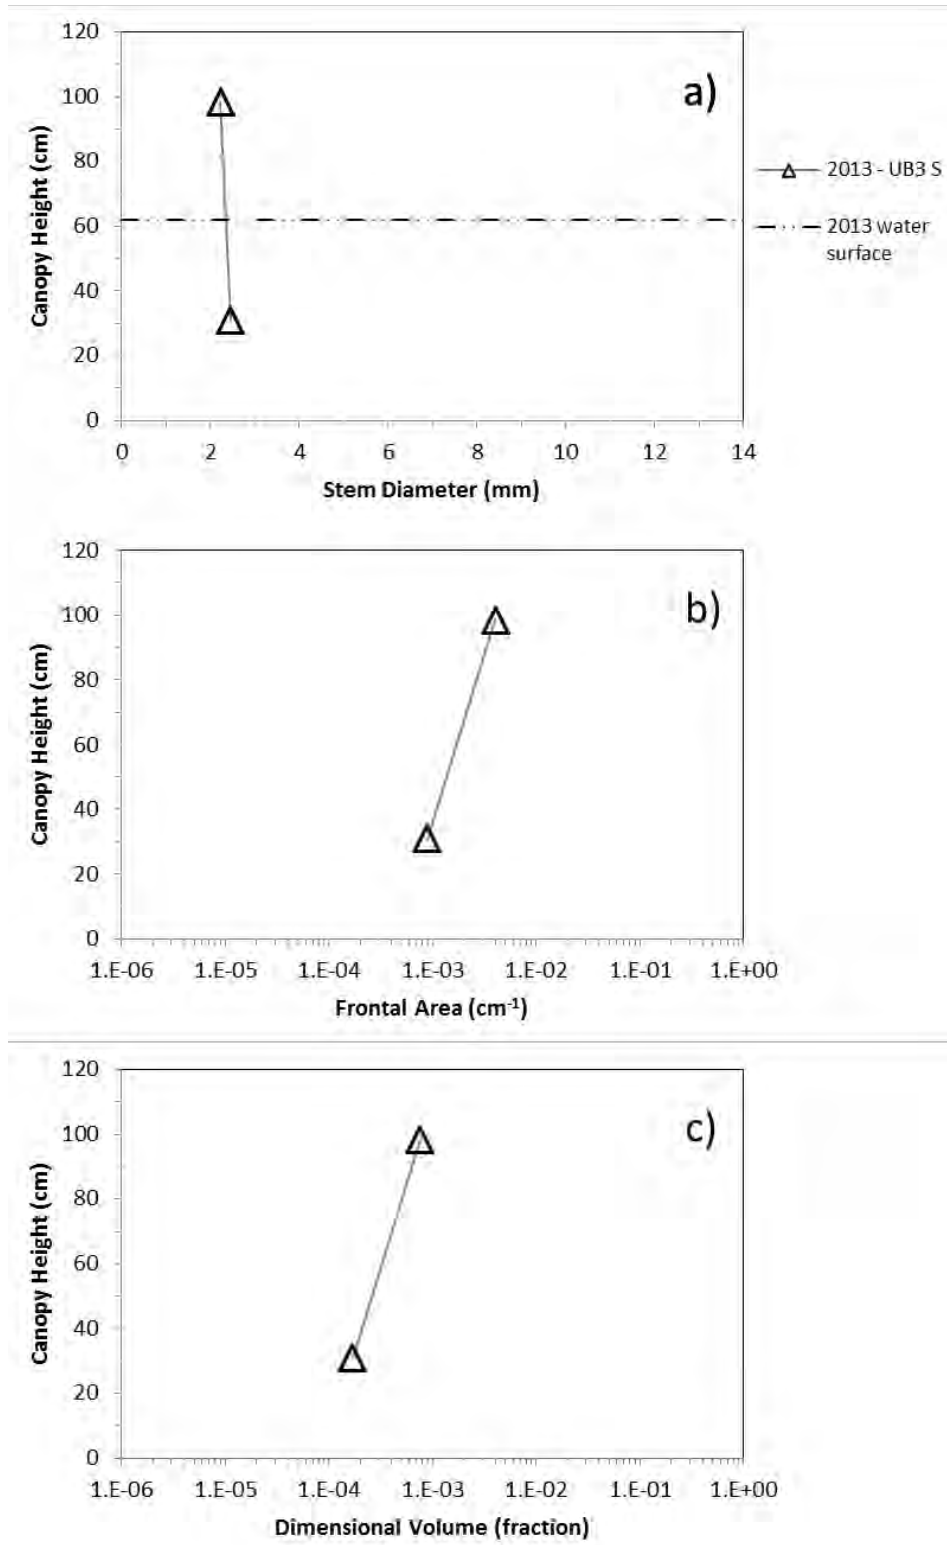 120
100
80
60
40
20
0
Canopy Height (cm)
a)
0 2 4 6 8 10 12 14
Stem Diameter (mm)
2013 - UB3 S
2013 water
surface
120
100
80
60
40
20
0
Canopy Height (cm)
b)
1.E-06 1.E-05 1.E-04 1.E-03 1.E-02 1.E-01 1.E+00
Frontal Area (cm⁻¹)
120
100
80
60
40
20
0
Canopy Height (cm)
c)
1.E-06 1.E-05 1.E-04 1.E-03 1.E-02 1.E-01 1.E+00
Dimensional Volume (fraction)